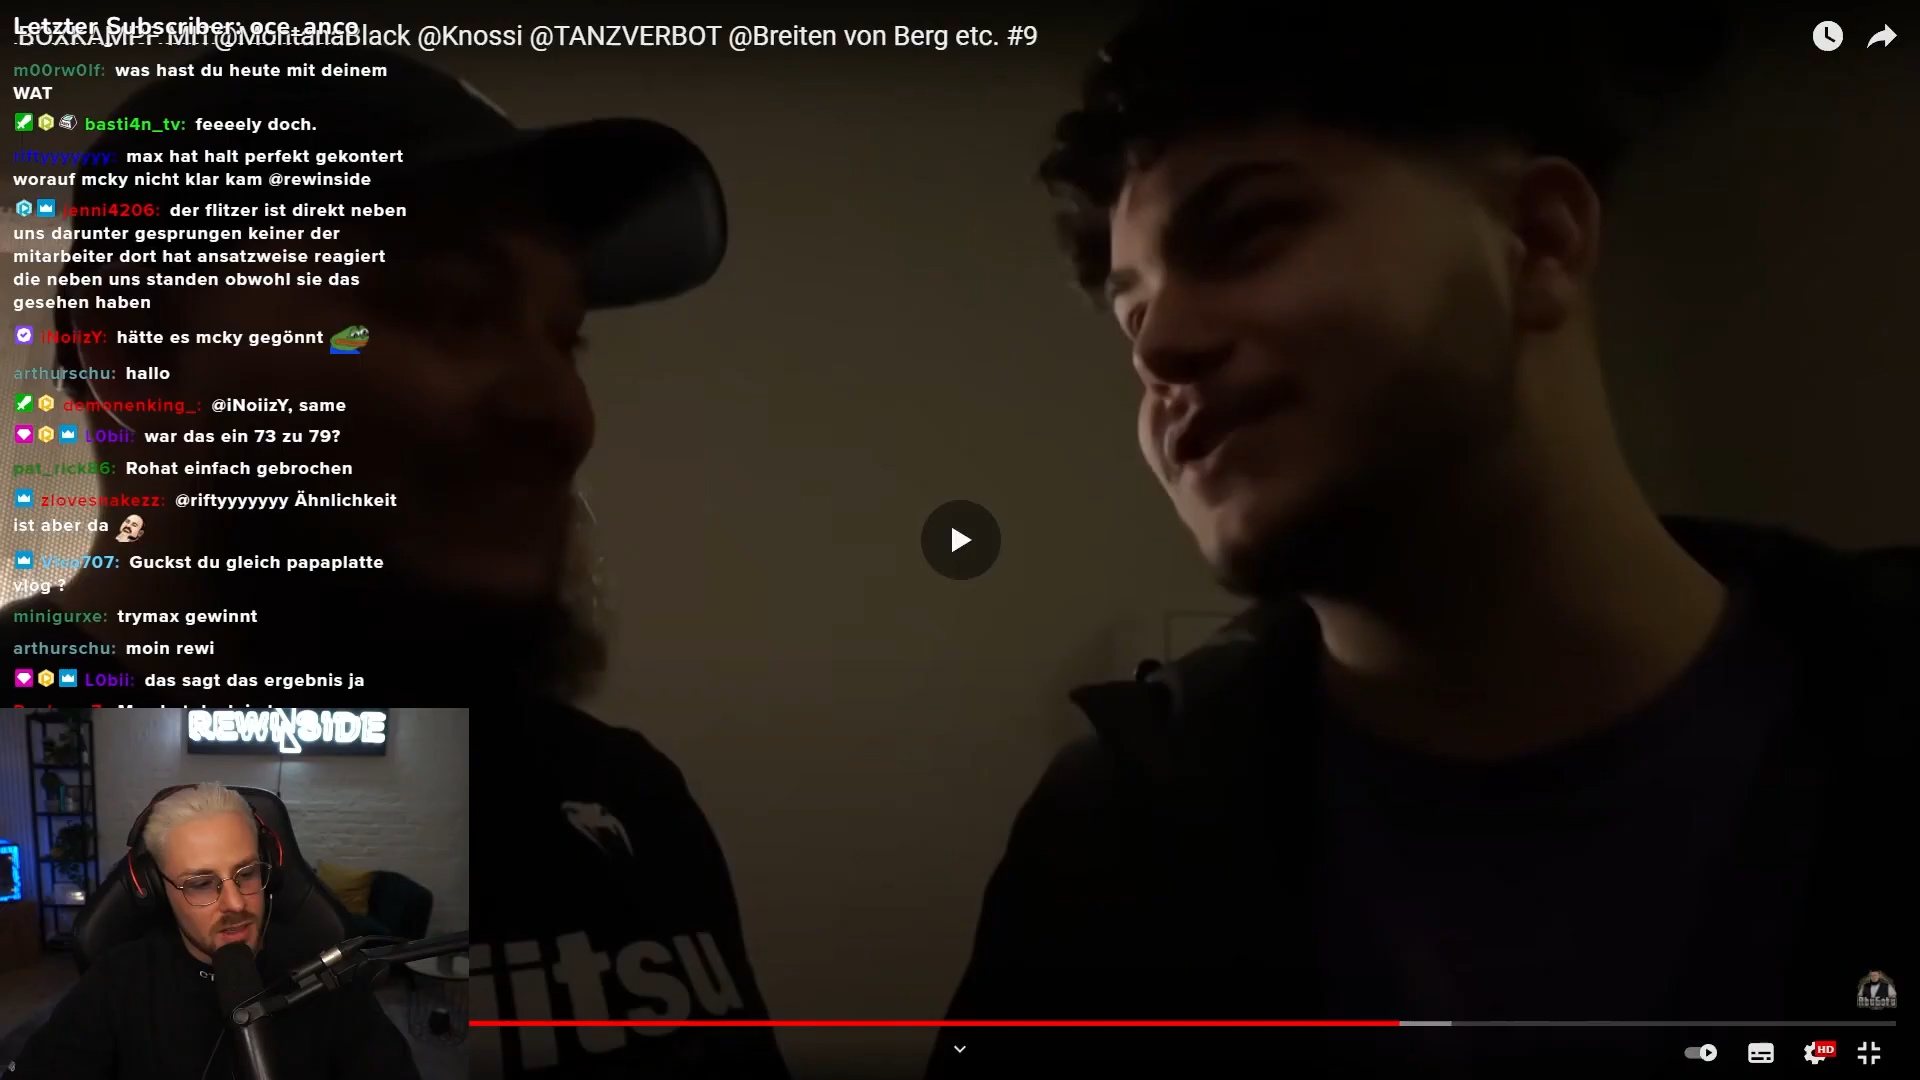 Letzter Subscriber: oce_anco
BOXKAMPF MIT@MontanaBlack @Knossi @TANZVERBOT @Breiten von Berg etc. #9
m00rw0lf: was hast du heute mit deinem
WAT
basti4n_tv: feeeely doch.
riftyyyyyyy: max hat halt perfekt gekontert
worauf mcky nicht klar kam @rewinside
jenni4206: der flitzer ist direkt neben
uns darunter gesprungen keiner der
mitarbeiter dort hat ansatzweise reagiert
die neben uns standen obwohl sie das
gesehen haben
iNoiizY: hätte es mcky gegönnt
arthurschu: hallo
demonenking_: @iNoiizY, same
L0bii: war das ein 73 zu 79?
pat_rick86: Rohat einfach gebrochen
zlovesnakezz: @riftyyyyyyy Ähnlichkeit
ist aber da
Guckst du gleich papaplatte
vlog ?
minigurxe: trymax gewinnt
arthurschu: moin rewi
L0bii: das sagt das ergebnis ja
REWINSIDE
jitsu
HD